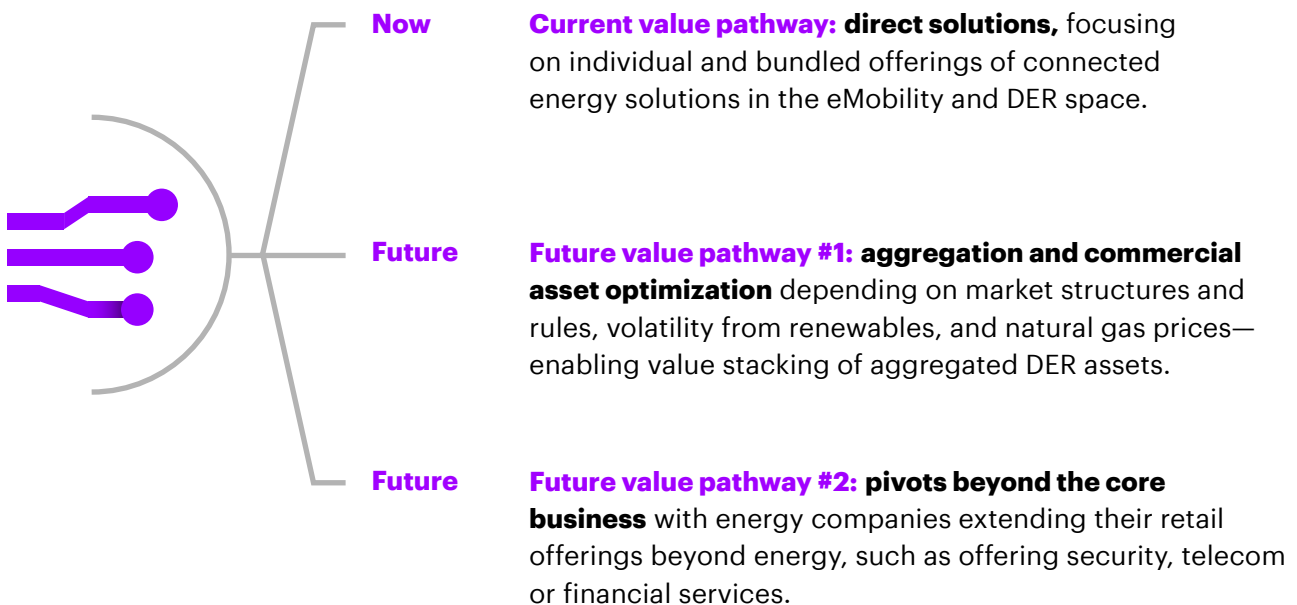 Now
Current value pathway: direct solutions, focusing
on individual and bundled offerings of connected
energy solutions in the eMobility and DER space.
Future
Future value pathway #1: aggregation and commercial
asset optimization depending on market structures and
rules, volatility from renewables, and natural gas prices—
enabling value stacking of aggregated DER assets.
Future
Future value pathway #2: pivots beyond the core
business with energy companies extending their retail
offerings beyond energy, such as offering security, telecom
or financial services.